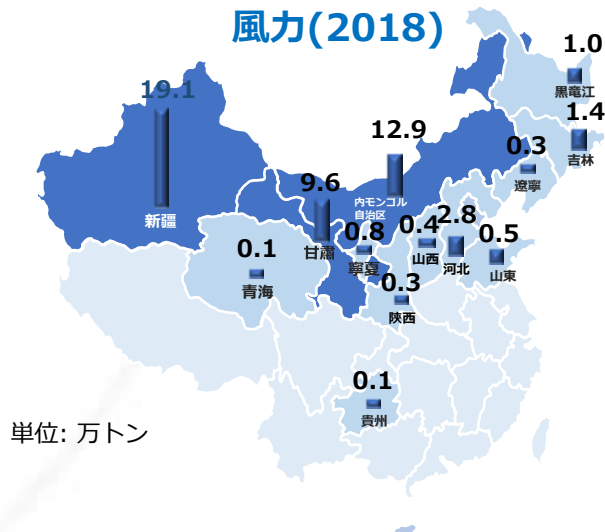 風力(2018)
1.0
黒竜江
19.1
新疆
1.4
吉林
12.9
内モンゴル
自治区
0.3
遼寧
9.6
甘粛
0.8
寧夏
0.4
山西
2.8
河北
0.5
山東
0.1
青海
0.3
陝西
0.1
貴州
単位: 万トン